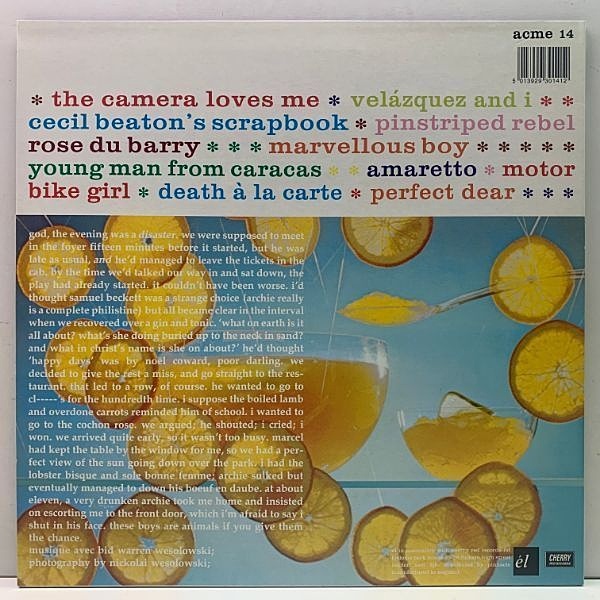 acme 14
5 013929 301412
* the camera loves me * velázquez and i * *
cecil beaton's scrapbook * pinstriped rebel
rose du barry * * * marvellous boy * * * * *
young man from caracas * * amaretto * motor
bike girl * death à la carte * perfect dear * * *
god, the evening was a disaster. we were supposed to meet
in the foyer fifteen minutes before it started, but he was
late as usual, and he'd managed to leave the tickets in the
cab. by the time we'd talked our way in and sat down, the
play had already started. it couldn't have been worse. i'd
thought samuel beckett was a strange choice (archie really
is a complete philistine) but all became clear in the interval
when we recovered over a gin and tonic. 'what on earth is it
all about? what's she doing buried up to the neck in sand?
and what in christ's name is she on about?' he'd thought
'happy days' was by noel coward, poor darling. we
decided to give the rest a miss, and go straight to the res-
taurant. that led to a row, of course. he wanted to go to
cl-----'s for the hundredth time. i suppose the boiled lamb
and overdone carrots reminded him of school. i wanted to
go to the cochon rose. we argued; he shouted; i cried; i
won. we arrived quite early, so it wasn't too busy. marcel
had kept the table by the window for me, so we had a per-
fect view of the sun going down over the park. i had the
lobster bisque and sole bonne femme; archie sulked but
eventually managed to down his boeuf en daube. at about
eleven, a very drunken archie took me home and insisted
on escorting me to the front door, which i'm afraid to say i
shut in his face. these boys are animals if you give them
the chance.
musique avec bid warren wesolowski;
photography by nickolai wesolowski;
él
CHERRY